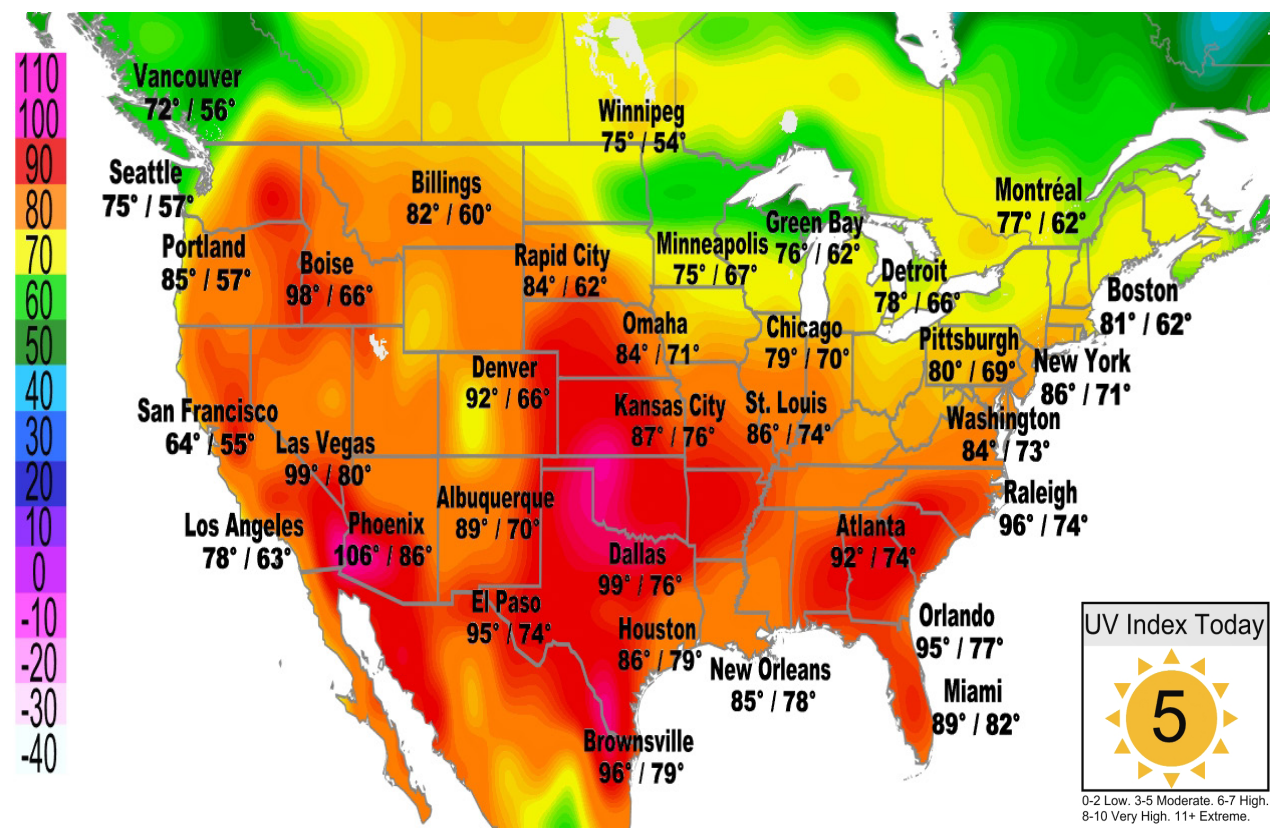 110
100
90
80
70
60
50
40
30
20
10
0
-10
-20
-30
-40
Vancouver
72° / 56°
Winnipeg
75° / 54°
Seattle
75° / 57°
Billings
82° / 60°
Montréal
77° / 62°
Portland
85° / 57°
Boise
98° / 66°
Rapid City
84° / 62°
Minneapolis
75° / 67°
Green Bay
76° / 62°
Detroit
78° / 66°
Boston
81° / 62°
Omaha
84° / 71°
Chicago
79° / 70°
Pittsburgh
80° / 69°
New York
86° / 71°
Denver
92° / 66°
San Francisco
64° / 55°
Las Vegas
99° / 80°
Kansas City
87° / 76°
St. Louis
86° / 74°
Washington
84° / 73°
Los Angeles
78° / 63°
Phoenix
106° / 86°
Albuquerque
89° / 70°
Raleigh
96° / 74°
Dallas
99° / 76°
Atlanta
92° / 74°
El Paso
95° / 74°
Houston
86° / 79°
New Orleans
85° / 78°
Orlando
95° / 77°
Miami
89° / 82°
Brownsville
96° / 79°
UV Index Today
5
0-2 Low. 3-5 Moderate. 6-7 High.
8-10 Very High. 11+ Extreme.